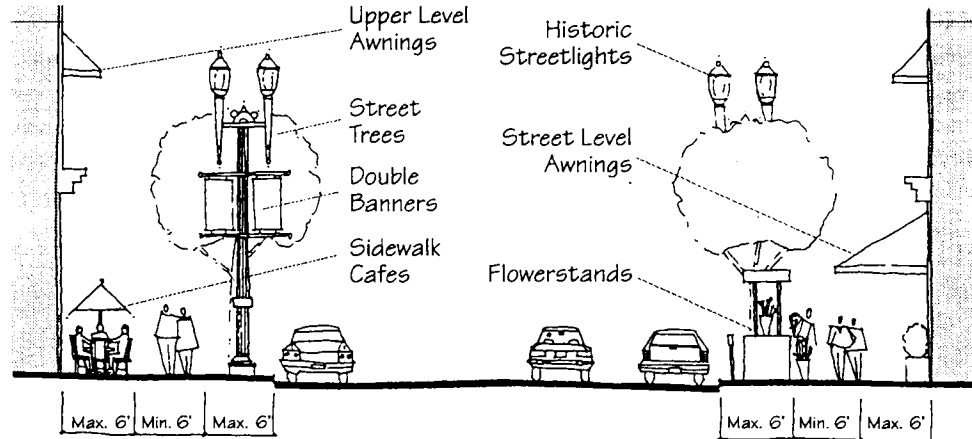 Upper Level
Awnings
Historic
Streetlights
Street
Trees
Street Level
Awnings
Double
Banners
Sidewalk
Cafes
Flowerstands
Max. 6' Min. 6' Max. 6'
Max. 6' Min. 6' Max. 6'